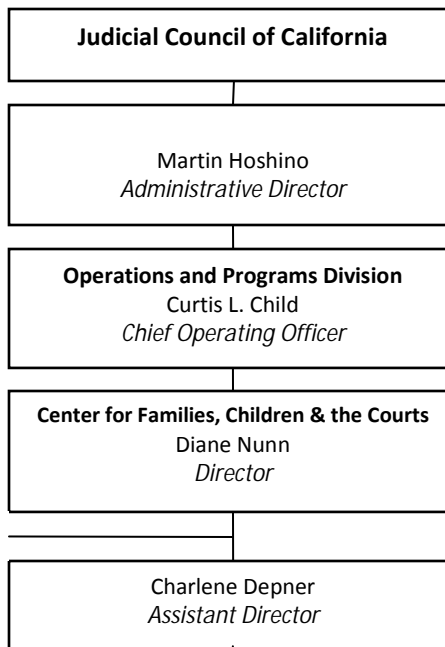 Judicial Council of California
Martin Hoshino
Administrative Director
Operations and Programs Division
Curtis L. Child
Chief Operating Officer
Center for Families, Children & the Courts
Diane Nunn
Director
Charlene Depner
Assistant Director